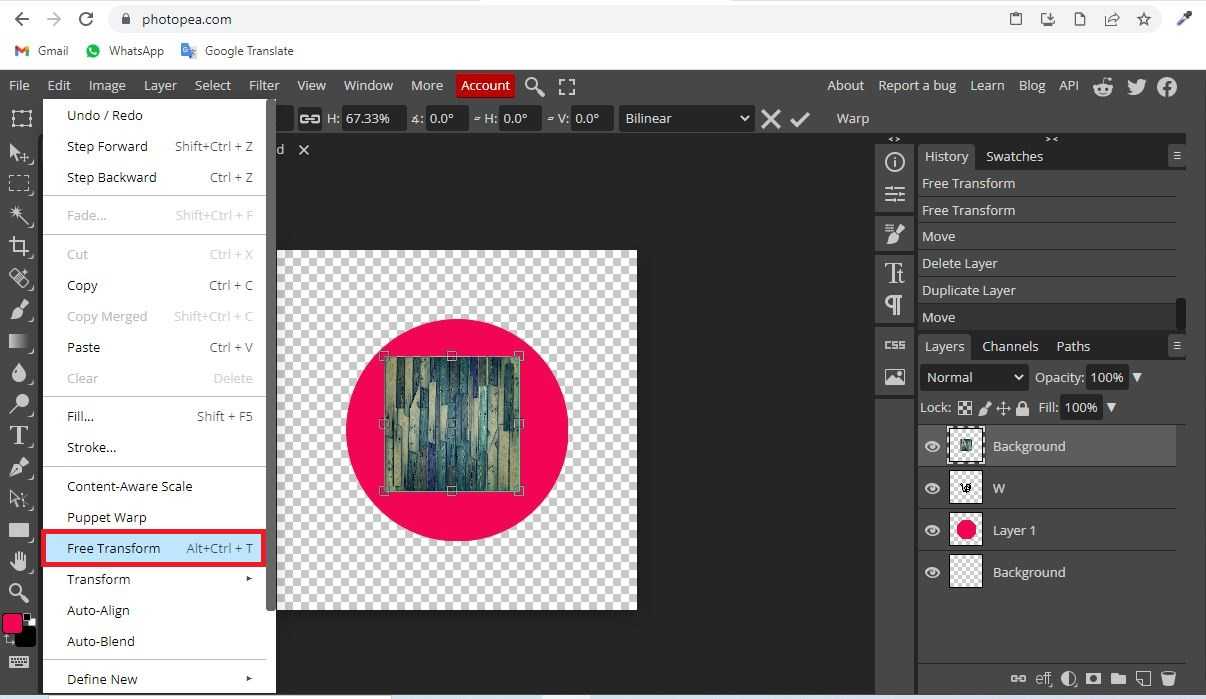 photopea.com
Gmail WhatsApp Google Translate
File Edit Image Layer Select Filter View Window More Account About Report a bug Learn Blog API
H: 67.33% ∡: 0.0° H: 0.0° V: 0.0° Bilinear Warp
d
Undo / Redo
Step Forward Shift+Ctrl + Z
Step Backward Ctrl + Z
Fade... Shift+Ctrl + F
Cut Ctrl + X
Copy Ctrl + C
Copy Merged Shift+Ctrl + C
Paste Ctrl + V
Clear Delete
Fill... Shift + F5
Stroke...
Content-Aware Scale
Puppet Warp
Free Transform Alt+Ctrl + T
Transform
Auto-Align
Auto-Blend
Define New
CSS
History Swatches
Free Transform
Free Transform
Move
Delete Layer
Duplicate Layer
Move
Layers Channels Paths
Normal Opacity: 100%
Lock: Fill: 100%
Background
W
Layer 1
Background
eff